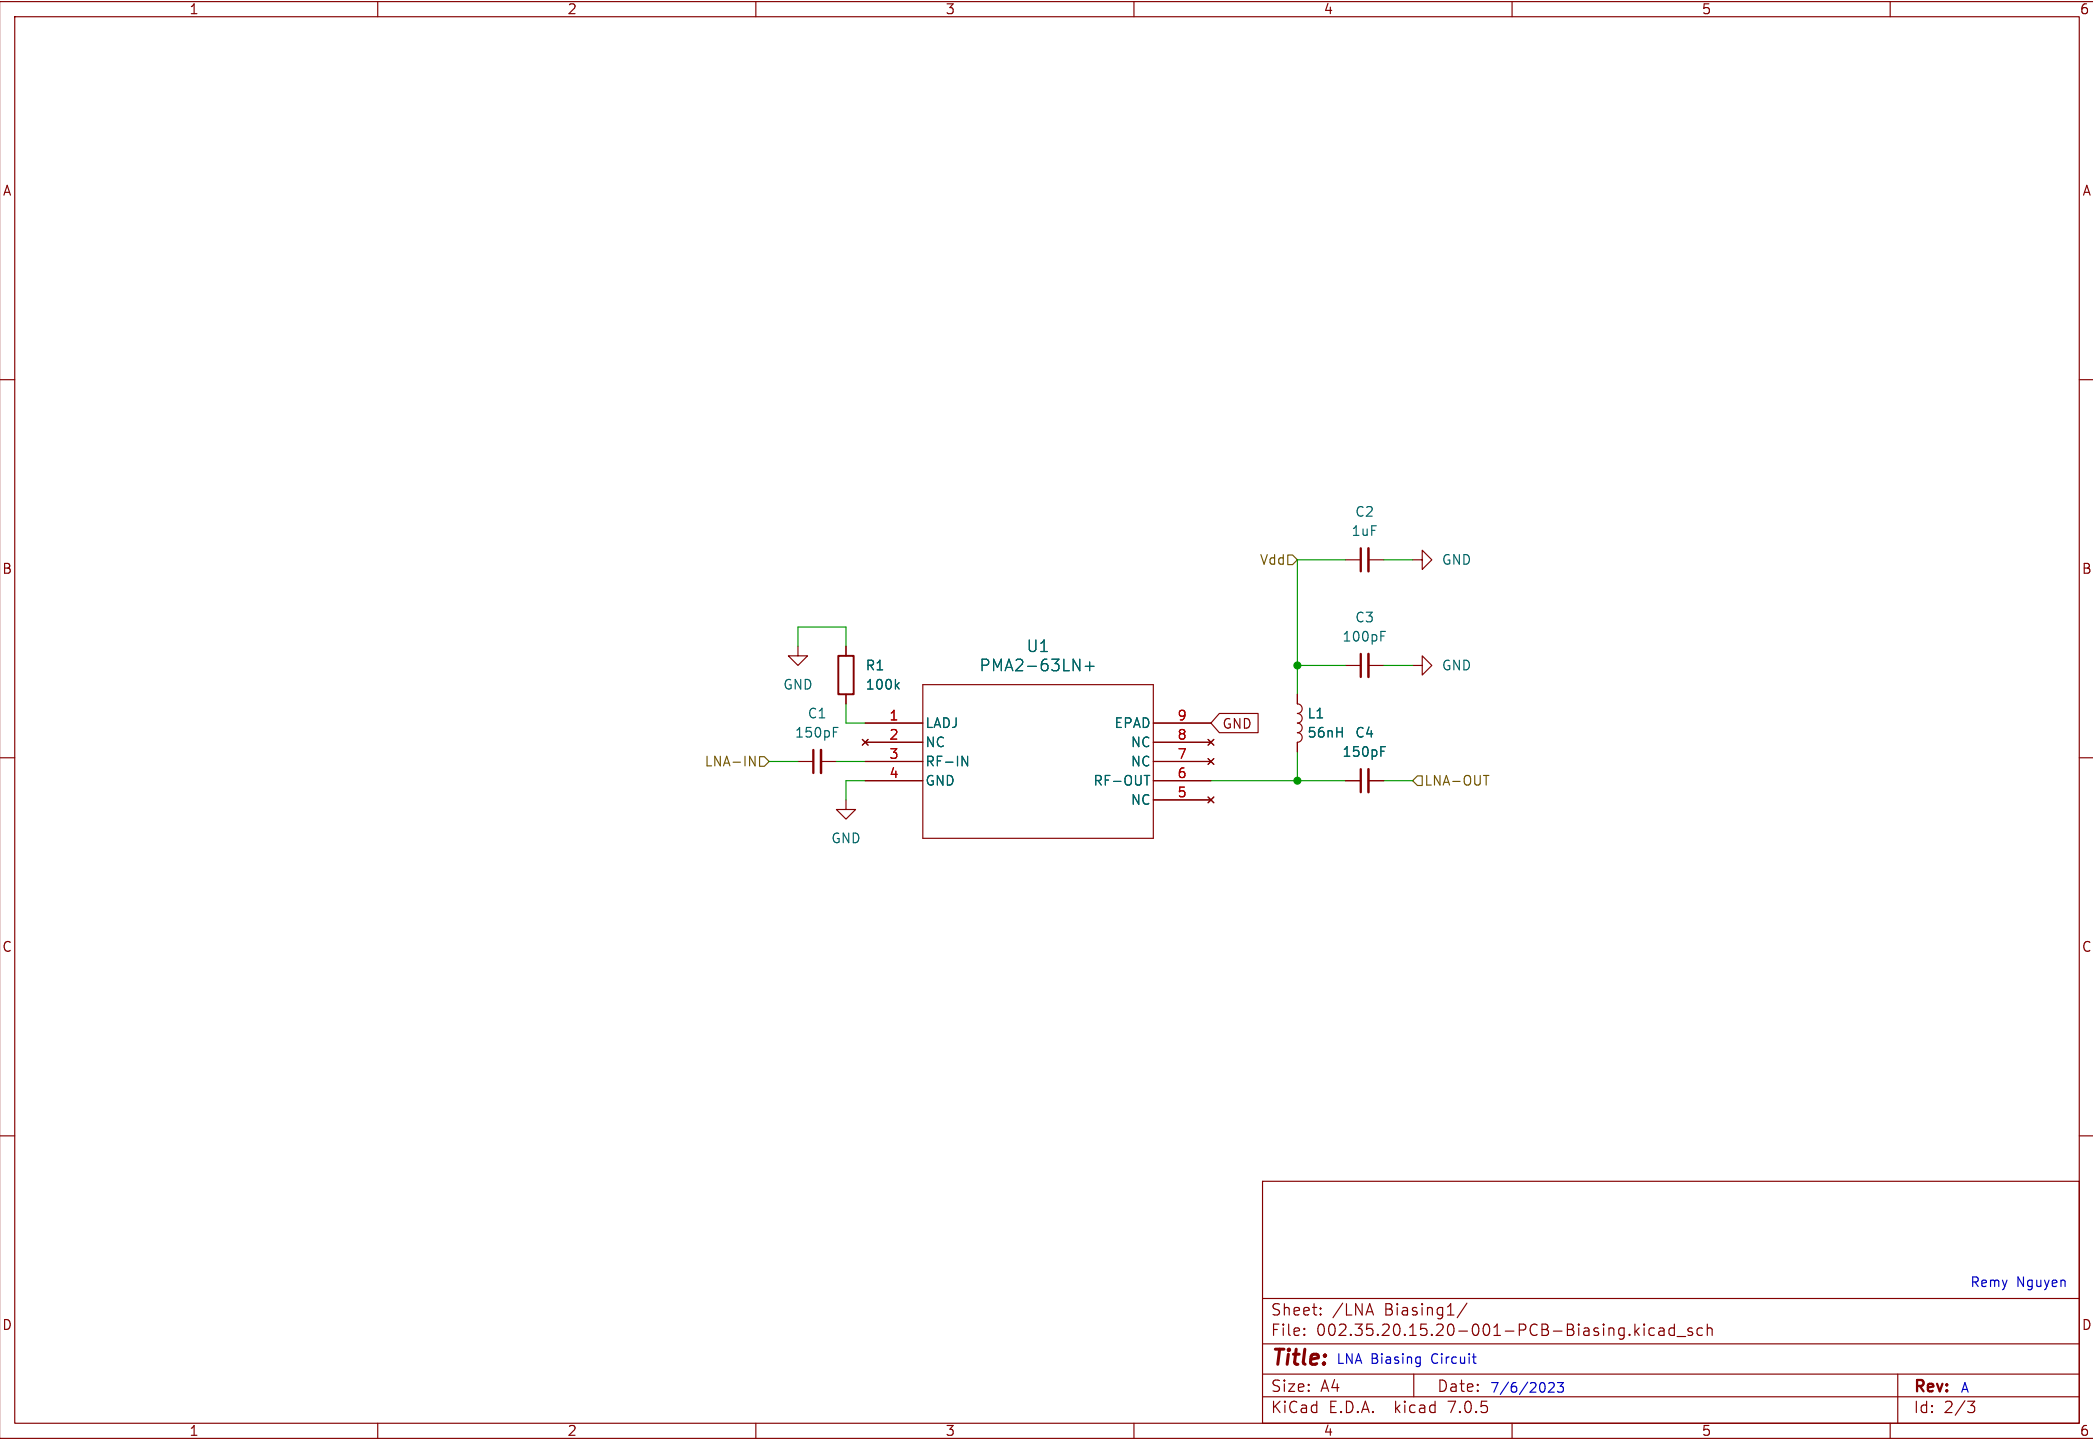 1 2 3 4 5 6
A A
C2
1uF
Vdd GND
B B
C3
100pF
GND
U1
PMA2-63LN+
R1
100k
GND
C1
150pF
L1
56nH
C4
150pF
1 LADJ EPAD 9 GND
2 NC NC 8
LNA-IN 3 RF-IN NC 7
4 GND RF-OUT 6 LNA-OUT
NC 5
GND
C C
Remy Nguyen
Sheet: /LNA Biasing1/
File: 002.35.20.15.20-001-PCB-Biasing.kicad_sch
D D
Title: LNA Biasing Circuit
Size: A4 Date: 7/6/2023 Rev: A
KiCad E.D.A. kicad 7.0.5 Id: 2/3
1 2 3 4 5 6